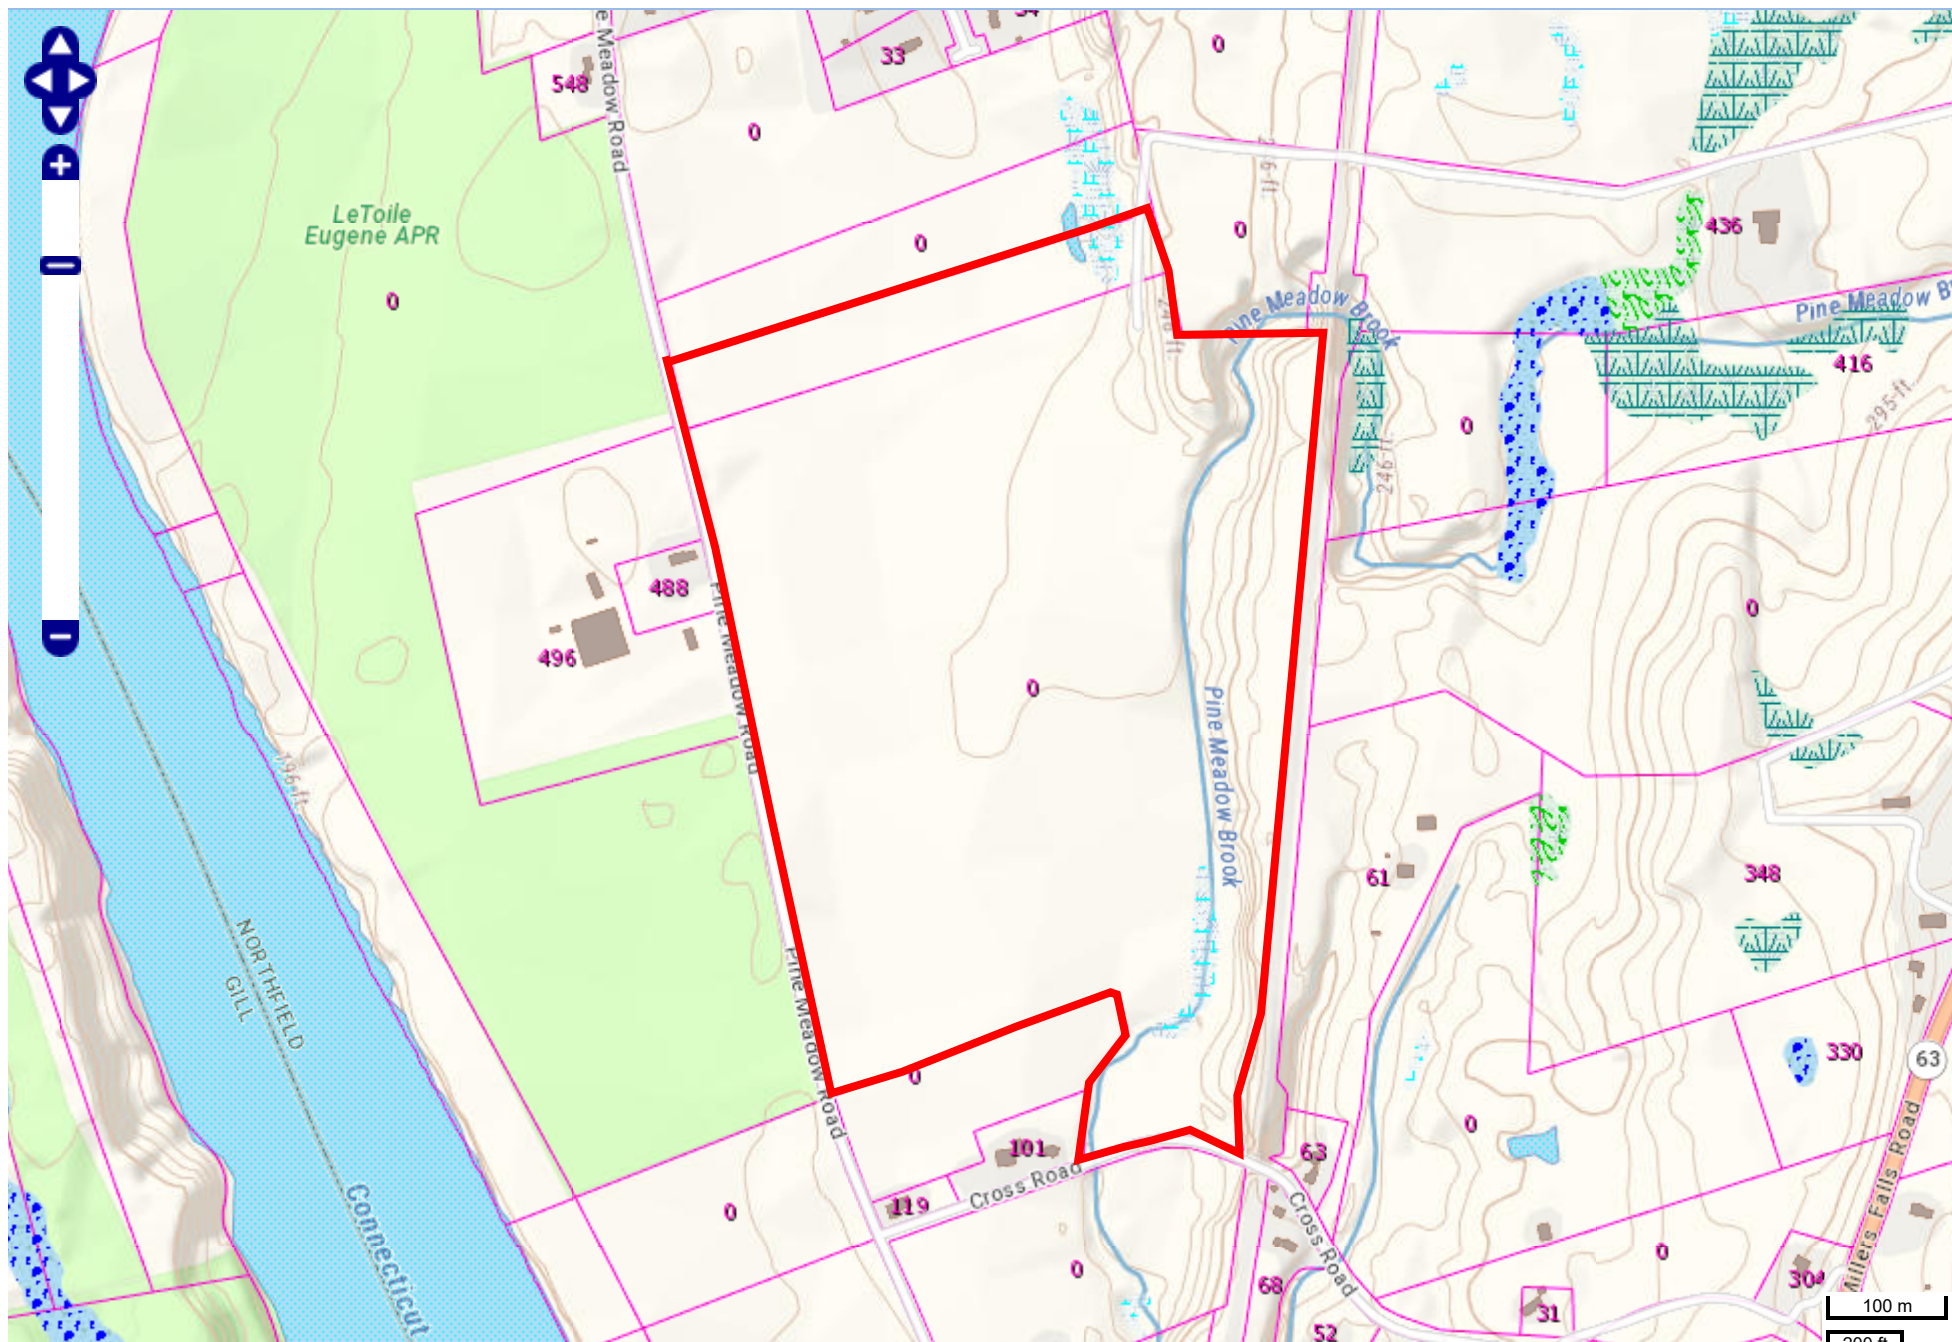 33
548
e Meadow Road
0
0
276 ft.
LeToile
Eugene APR
0
0
0
436
Pine Meadow Brook
Pine Meadow B
246 ft.
416
295 ft.
0
246 ft.
488
0
496
Pine Meadow Road
0
Pine Meadow Brook
196 ft.
61
348
NORTHFIELD
GILL
Pine Meadow Road
330
63
0
0
101
63
Cross Road
119
0
Cross Road
Millers Falls Road
Connecticut
0
0
68
304
31
52
100 m